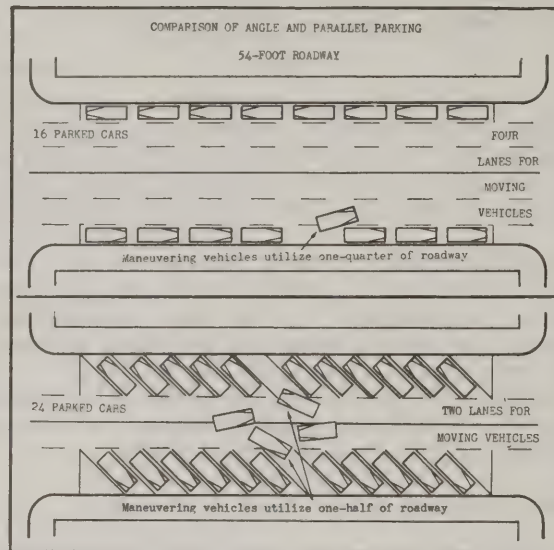 COMPARISON OF ANGLE AND PARALLEL PARKING
54-FOOT ROADWAY
16 PARKED CARS
FOUR
LANES FOR
MOVING
VEHICLES
Maneuvering vehicles utilize one-quarter of roadway
24 PARKED CARS
TWO LANES FOR
MOVING VEHICLES
Maneuvering vehicles utilize one-half of roadway